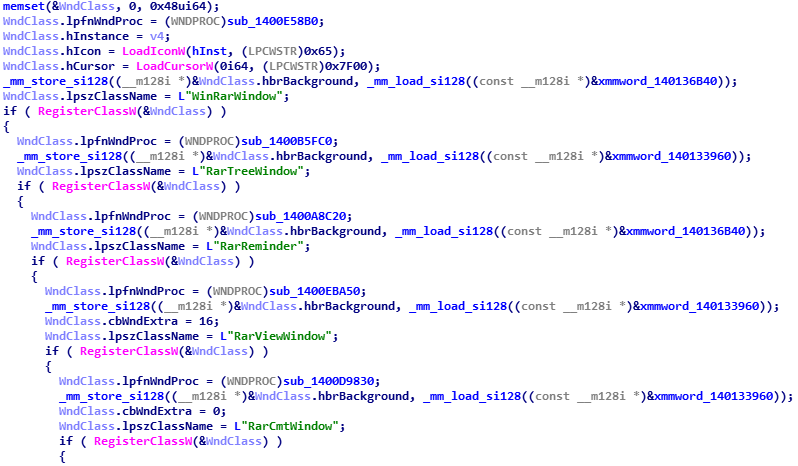 memset(&WndClass, 0, 0x48ui64);
WndClass.lpfnWndProc = (WNDPROC)sub_1400E58B0;
WndClass.hInstance = v4;
WndClass.hIcon = LoadIconW(hInst, (LPCWSTR)0x65);
WndClass.hCursor = LoadCursorW(0i64, (LPCWSTR)0x7F00);
_mm_store_si128((__m128i *)&WndClass.hbrBackground, _mm_load_si128((const __m128i *)&xmmword_140136B40));
WndClass.lpszClassName = L"WinRarWindow";
if ( RegisterClassW(&WndClass) )
{
WndClass.lpfnWndProc = (WNDPROC)sub_1400B5FC0;
_mm_store_si128((__m128i *)&WndClass.hbrBackground, _mm_load_si128((const __m128i *)&xmmword_140133960));
WndClass.lpszClassName = L"RarTreeWindow";
if ( RegisterClassW(&WndClass) )
{
WndClass.lpfnWndProc = (WNDPROC)sub_1400A8C20;
_mm_store_si128((__m128i *)&WndClass.hbrBackground, _mm_load_si128((const __m128i *)&xmmword_140136B40));
WndClass.lpszClassName = L"RarReminder";
if ( RegisterClassW(&WndClass) )
{
WndClass.lpfnWndProc = (WNDPROC)sub_1400EBA50;
_mm_store_si128((__m128i *)&WndClass.hbrBackground, _mm_load_si128((const __m128i *)&xmmword_140133960));
WndClass.cbWndExtra = 16;
WndClass.lpszClassName = L"RarViewWindow";
if ( RegisterClassW(&WndClass) )
{
WndClass.lpfnWndProc = (WNDPROC)sub_1400D9830;
_mm_store_si128((__m128i *)&WndClass.hbrBackground, _mm_load_si128((const __m128i *)&xmmword_140133960));
WndClass.cbWndExtra = 0;
WndClass.lpszClassName = L"RarCmtWindow";
if ( RegisterClassW(&WndClass) )
{